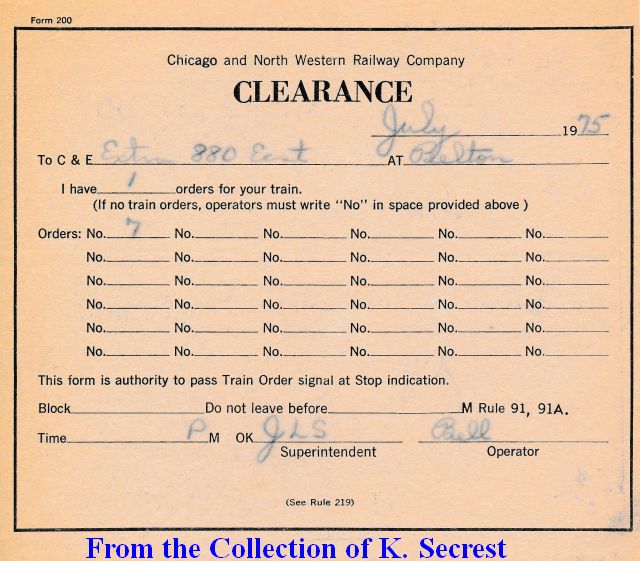 Form 200
Chicago and North Western Railway Company
CLEARANCE
July 1975
To C & E Extra 880 East AT Belton
I have 1 orders for your train.
(If no train orders, operators must write "No" in space provided above)
Orders: No. 7 No. No. No. No. No.
No. No. No. No. No. No.
No. No. No. No. No. No.
No. No. No. No. No. No.
No. No. No. No. No. No.
No. No. No. No. No. No.
This form is authority to pass Train Order signal at Stop indication.
Block Do not leave before M Rule 91, 91A.
Time P M OK JLS Bell
Superintendent Operator
(See Rule 219)
From the Collection of K. Secrest